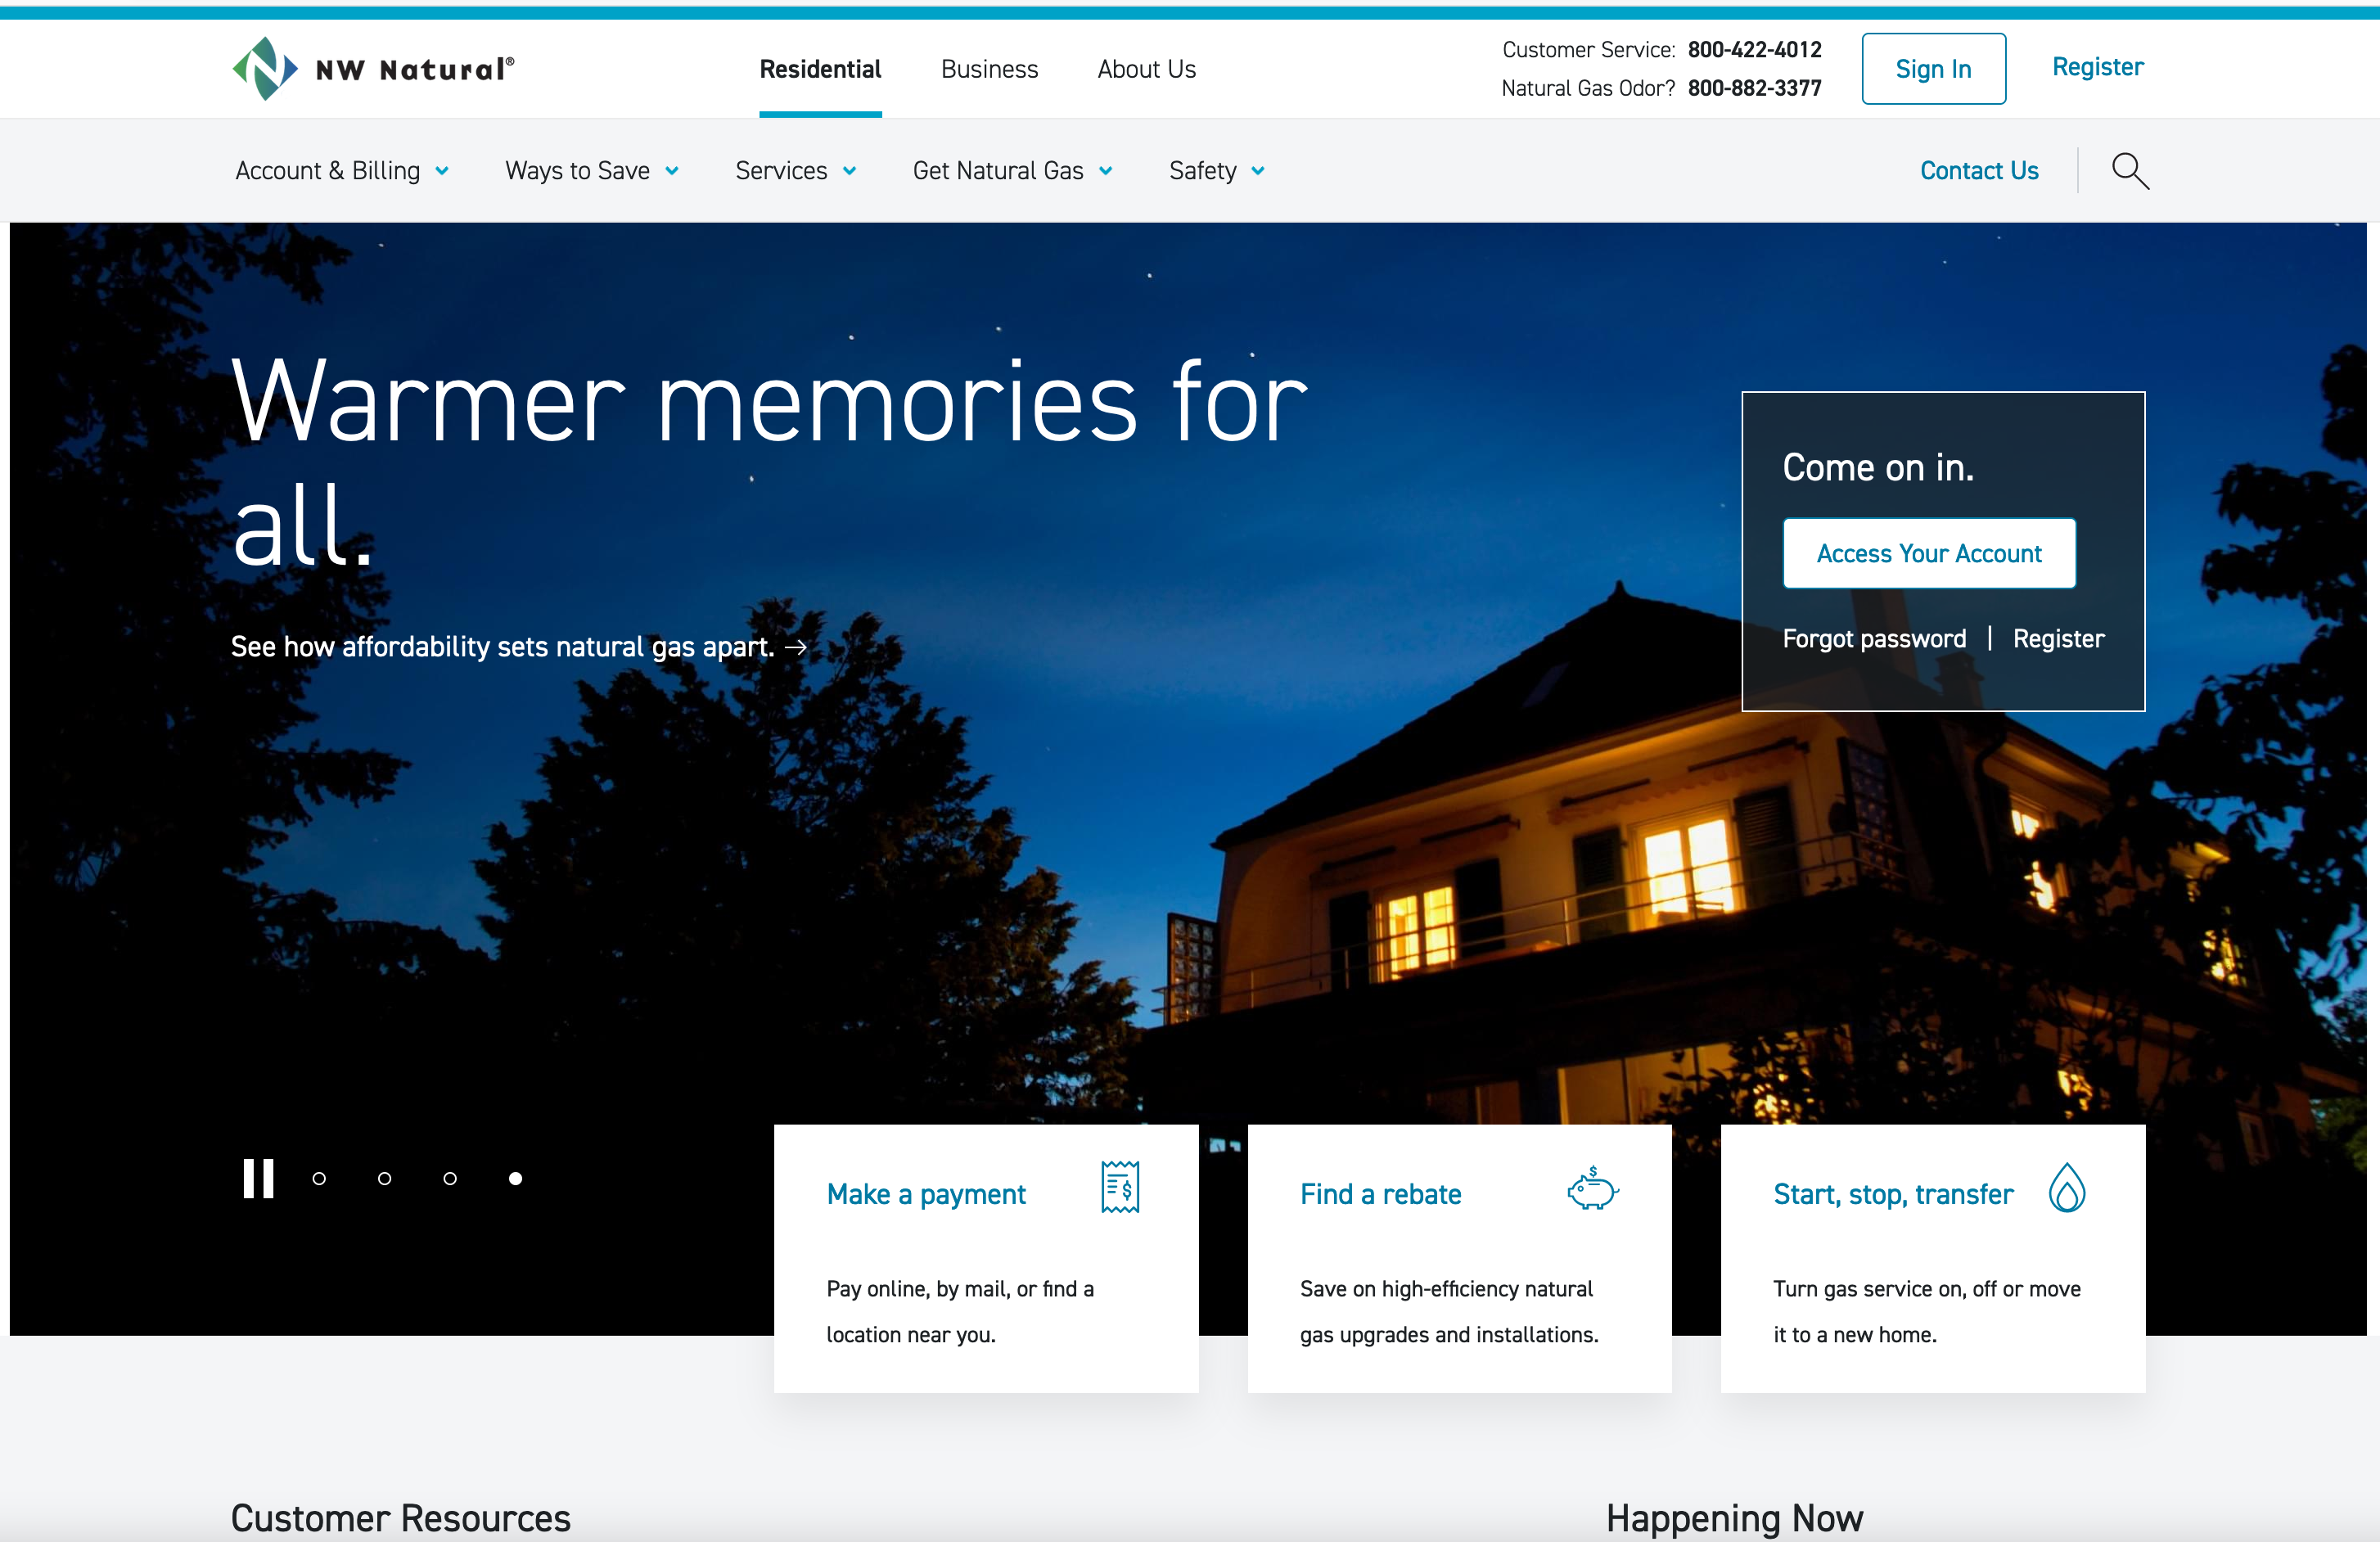 NW Natural®
Residential
Business
About Us
Customer Service: 800-422-4012
Natural Gas Odor? 800-882-3377
Sign In
Register
Account & Billing
Ways to Save
Services
Get Natural Gas
Safety
Contact Us
Warmer memories for
all.
See how affordability sets natural gas apart. →
Come on in.
Access Your Account
Forgot password | Register
Make a payment
Pay online, by mail, or find a
location near you.
Find a rebate
Save on high-efficiency natural
gas upgrades and installations.
Start, stop, transfer
Turn gas service on, off or move
it to a new home.
Customer Resources
Happening Now